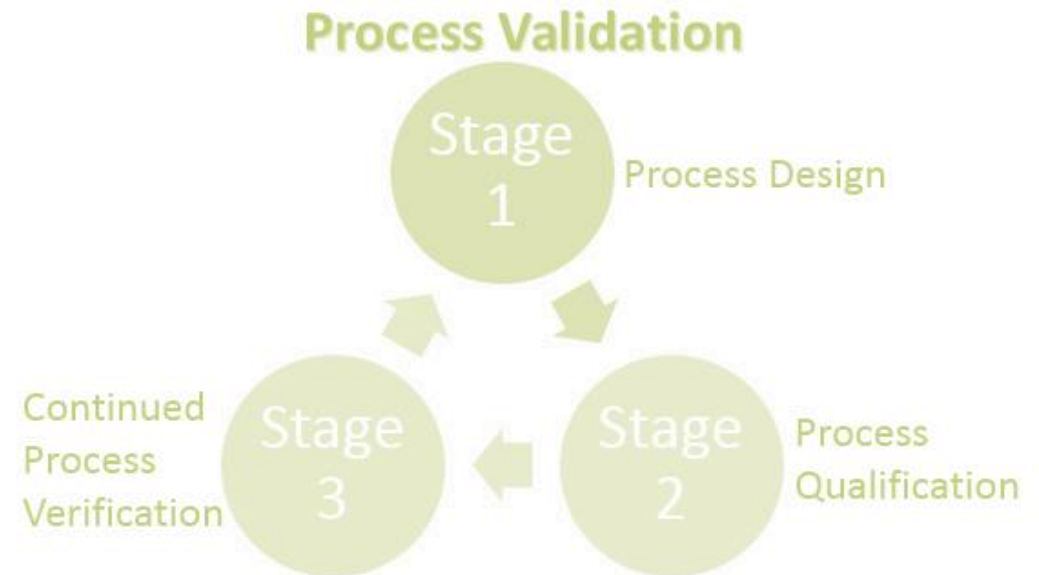 Process Validation
Stage
1
Process Design
Stage
2
Process
Qualification
Stage
3
Continued
Process
Verification